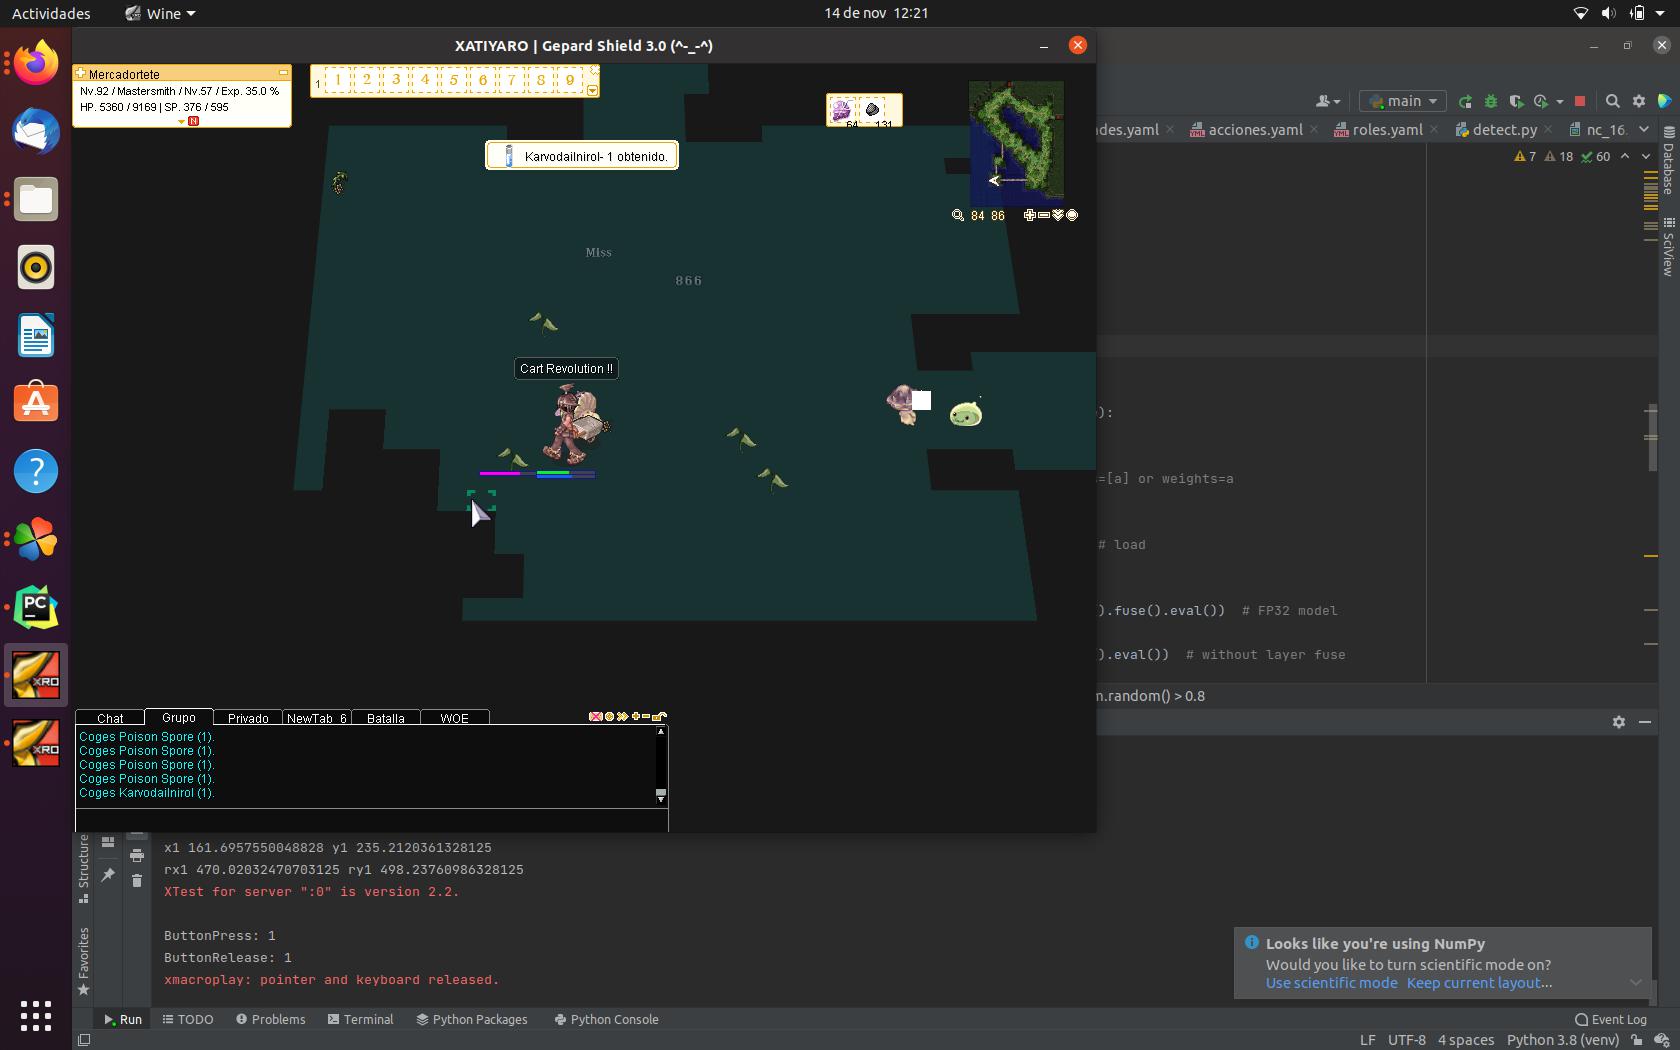 Actividades
Wine
14 de nov 12:21
XATIYARO | Gepard Shield 3.0 (^-_-^)
Mercadortete
Nv.92 / Mastersmith / Nv.57 / Exp. 35.0 %
HP. 5360 / 9169 | SP. 376 / 595
N
1
1 2 3 4 5 6 7 8 9
64 131
Karvodailnirol- 1 obtenido.
84 86
Miss
866
Cart Revolution !!
main
des.yaml
acciones.yaml
roles.yaml
detect.py
nc_16.
7 18 60
Database
SciView
):
=[a] or weights=a
# load
).fuse().eval()) # FP32 model
).eval()) # without layer fuse
m.random() > 0.8
PC
XRO
XRO
Chat
Grupo
Privado
NewTab_6
Batalla
WOE
Coges Poison Spore (1).
Coges Poison Spore (1).
Coges Poison Spore (1).
Coges Poison Spore (1).
Coges Karvodailnirol (1).
Structure
Favorites
x1 161.6957550048828 y1 235.2120361328125
rx1 470.02032470703125 ry1 498.23760986328125
XTest for server ":0" is version 2.2.
ButtonPress: 1
ButtonRelease: 1
xmacroplay: pointer and keyboard released.
Looks like you're using NumPy
Would you like to turn scientific mode on?
Use scientific mode Keep current layout...
Run
TODO
Problems
Terminal
Python Packages
Python Console
Event Log
LF UTF-8 4 spaces Python 3.8 (venv)